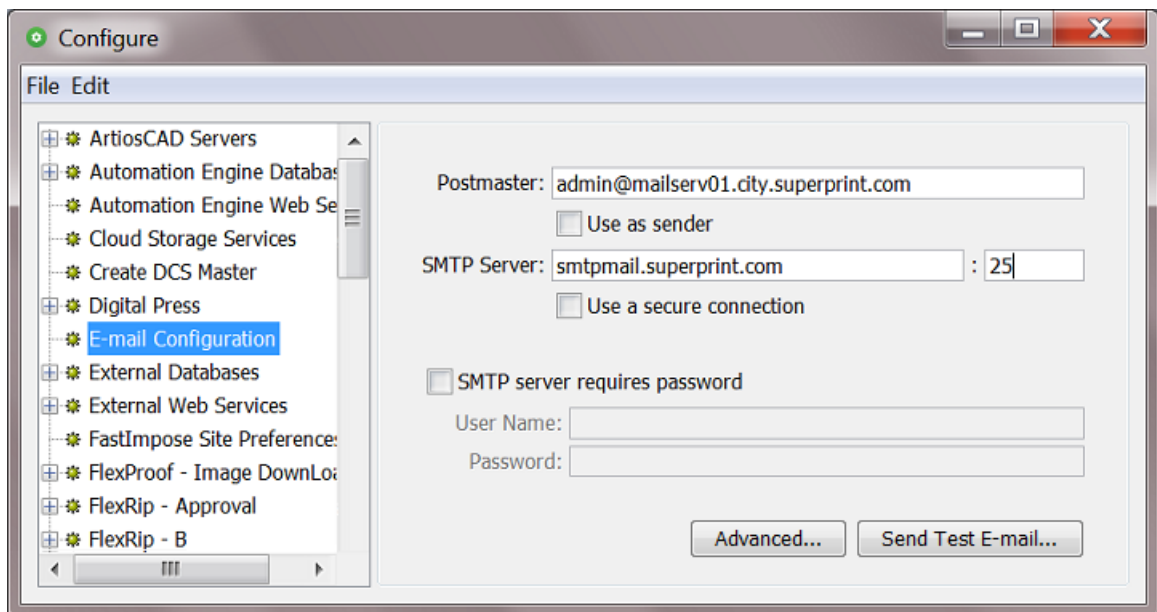 Configure
File Edit
ArtiosCAD Servers
Automation Engine Databas
Automation Engine Web Se
Cloud Storage Services
Create DCS Master
Digital Press
E-mail Configuration
External Databases
External Web Services
FastImpose Site Preferences
FlexProof - Image DownLoa
FlexRip - Approval
FlexRip - B
Postmaster: admin@mailserv01.city.superprint.com
Use as sender
SMTP Server: smtpmail.superprint.com : 25
Use a secure connection
SMTP server requires password
User Name:
Password:
Advanced... Send Test E-mail...